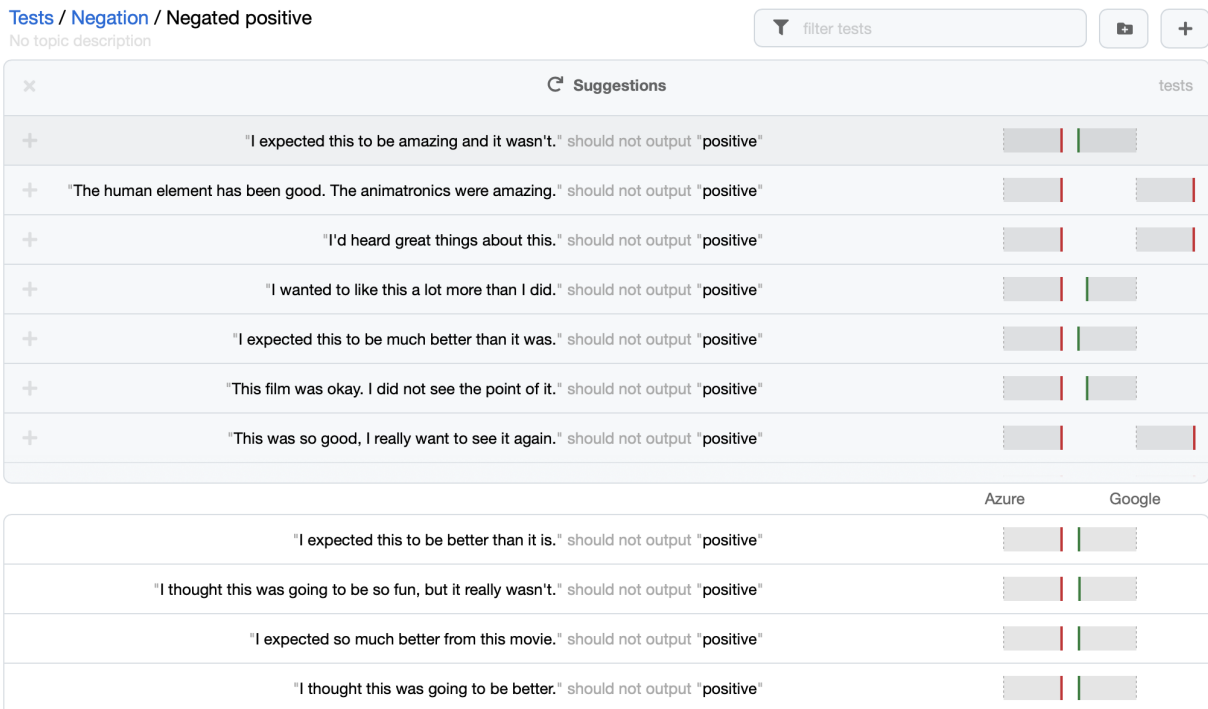 Tests / Negation / Negated positive
No topic description
filter tests
Suggestions
tests
"I expected this to be amazing and it wasn't." should not output "positive"
"The human element has been good. The animatronics were amazing." should not output "positive"
"I'd heard great things about this." should not output "positive"
"I wanted to like this a lot more than I did." should not output "positive"
"I expected this to be much better than it was." should not output "positive"
"This film was okay. I did not see the point of it." should not output "positive"
"This was so good, I really want to see it again." should not output "positive"
Azure Google
"I expected this to be better than it is." should not output "positive"
"I thought this was going to be so fun, but it really wasn't." should not output "positive"
"I expected so much better from this movie." should not output "positive"
"I thought this was going to be better." should not output "positive"